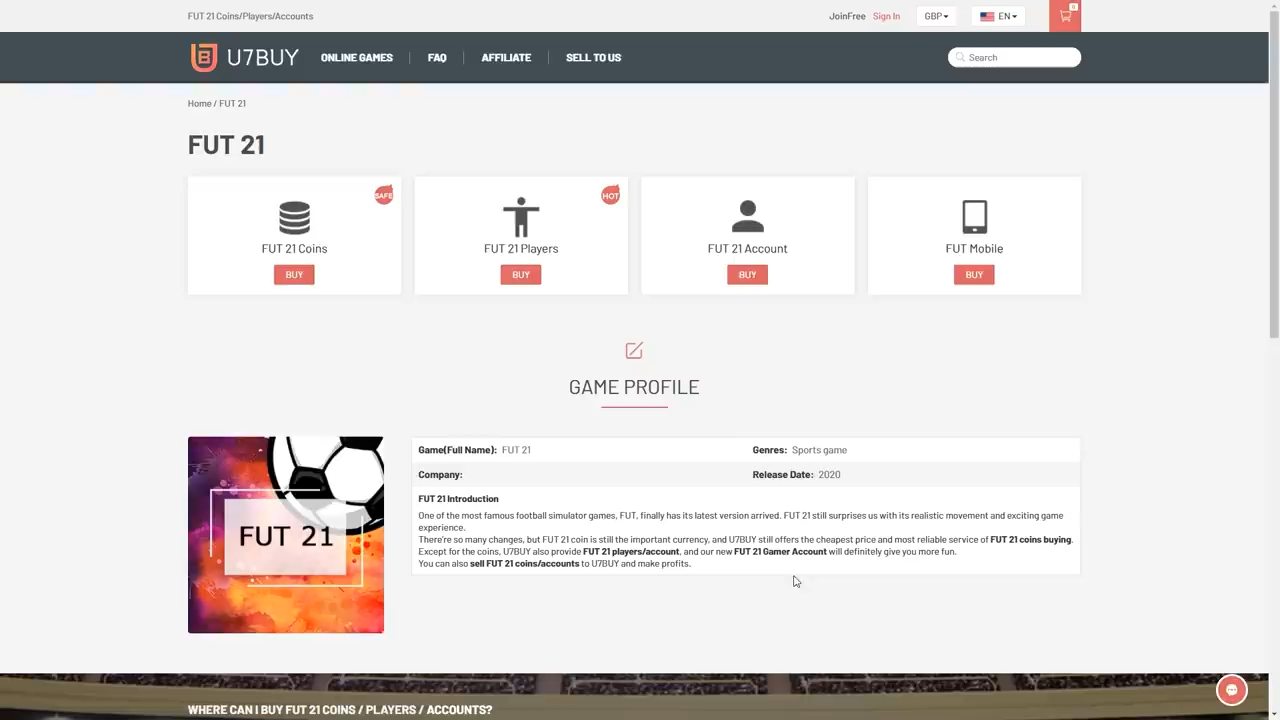 FUT 21 Coins/Players/Accounts
JoinFree Sign In GBP EN 0
U7BUY ONLINE GAMES FAQ AFFILIATE SELL TO US Search
Home / FUT 21
FUT 21
SAFE HOT
FUT 21 Coins FUT 21 Players FUT 21 Account FUT Mobile
BUY BUY BUY BUY
GAME PROFILE
Game(Full Name): FUT 21 Genres: Sports game
Company: Release Date: 2020
FUT 21 Introduction
One of the most famous football simulator games, FUT, finally has its latest version arrived. FUT 21 still surprises us with its realistic movement and exciting game
experience.
There're so many changes, but FUT 21 coin is still the important currency, and U7BUY still offers the cheapest price and most reliable service of FUT 21 coins buying.
Except for the coins, U7BUY also provide FUT 21 players/account, and our new FUT 21 Gamer Account will definitely give you more fun.
You can also sell FUT 21 coins/accounts to U7BUY and make profits.
FUT 21
WHERE CAN I BUY FUT 21 COINS / PLAYERS / ACCOUNTS?